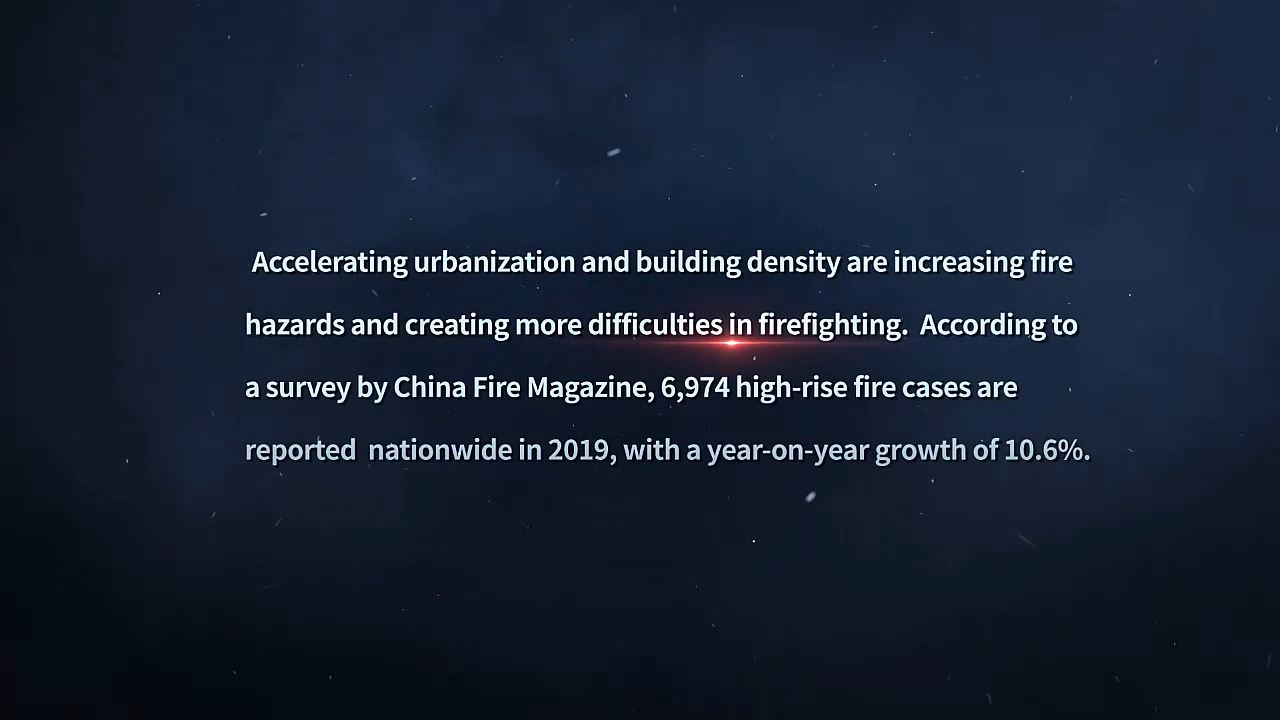 Accelerating urbanization and building density are increasing fire
hazards and creating more difficulties in firefighting.  According to
a survey by China Fire Magazine, 6,974 high-rise fire cases are
reported  nationwide in 2019, with a year-on-year growth of 10.6%.